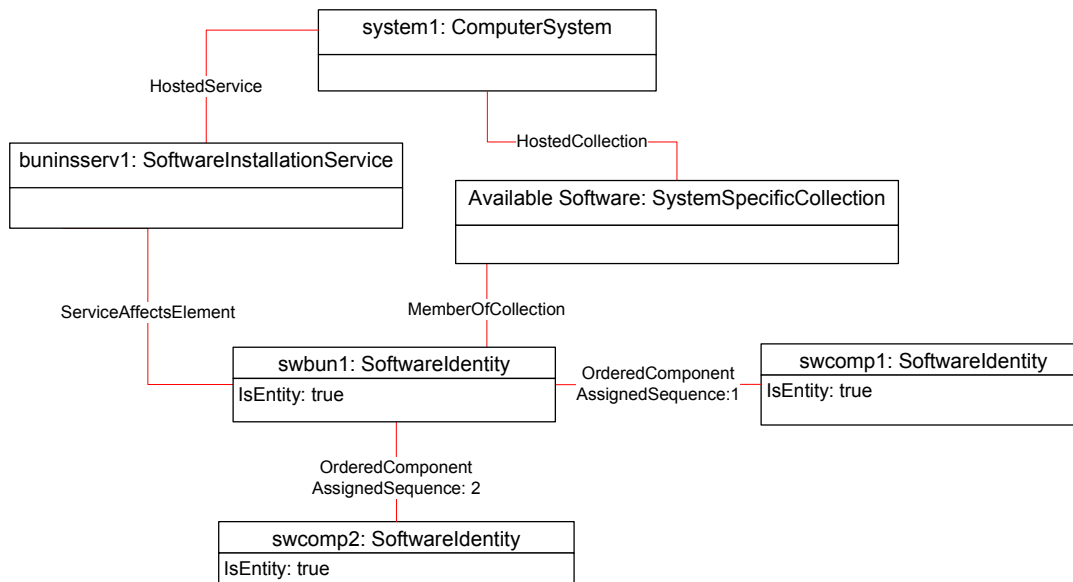 system1: ComputerSystem
HostedService
HostedCollection
buninsserv1: SoftwareInstallationService
Available Software: SystemSpecificCollection
ServiceAffectsElement
MemberOfCollection
swbun1: SoftwareIdentity
IsEntity: true
OrderedComponent
AssignedSequence:1
swcomp1: SoftwareIdentity
IsEntity: true
OrderedComponent
AssignedSequence: 2
swcomp2: SoftwareIdentity
IsEntity: true